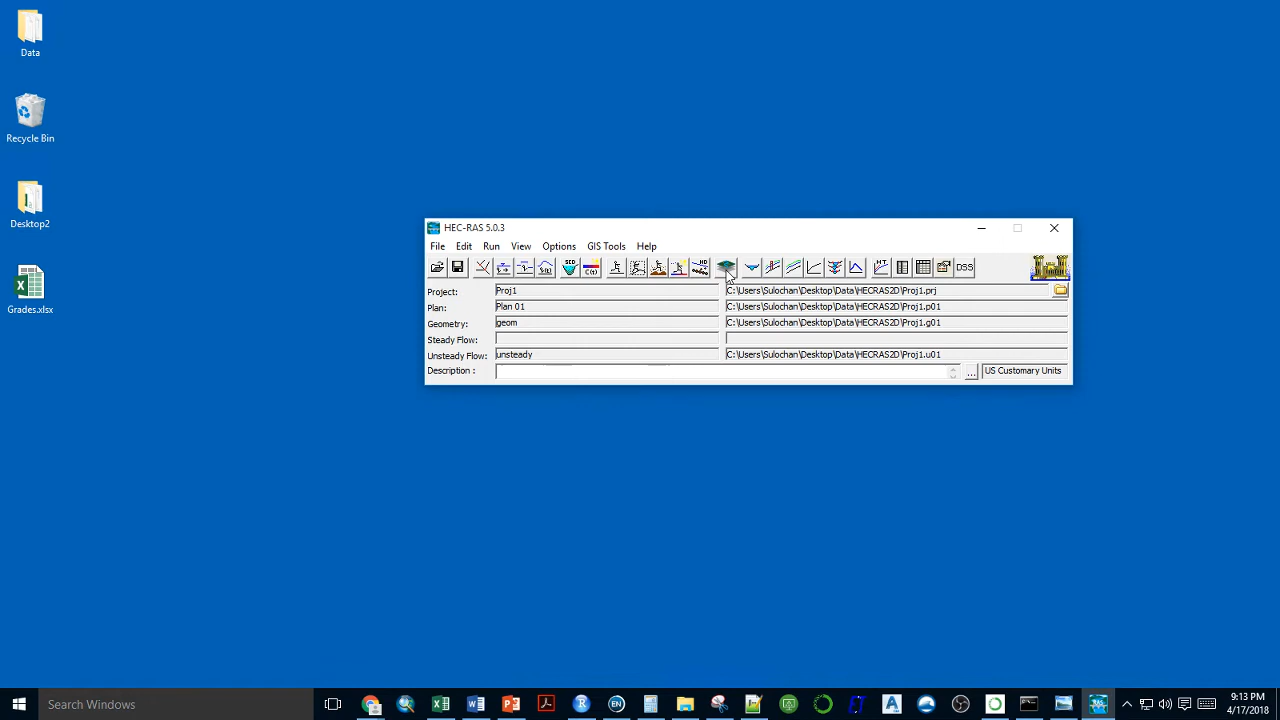 Data
Recycle Bin
Desktop2
Grades.xlsx
HEC-RAS 5.0.3
File Edit Run View Options GIS Tools Help
DSS
Project: Proj1 C:\Users\Sulochan\Desktop\Data\HECRAS2D\Proj1.prj
Plan: Plan 01 C:\Users\Sulochan\Desktop\Data\HECRAS2D\Proj1.p01
Geometry: geom C:\Users\Sulochan\Desktop\Data\HECRAS2D\Proj1.g01
Steady Flow:
Unsteady Flow: unsteady C:\Users\Sulochan\Desktop\Data\HECRAS2D\Proj1.u01
Description : ... US Customary Units
Search Windows
9:13 PM
4/17/2018